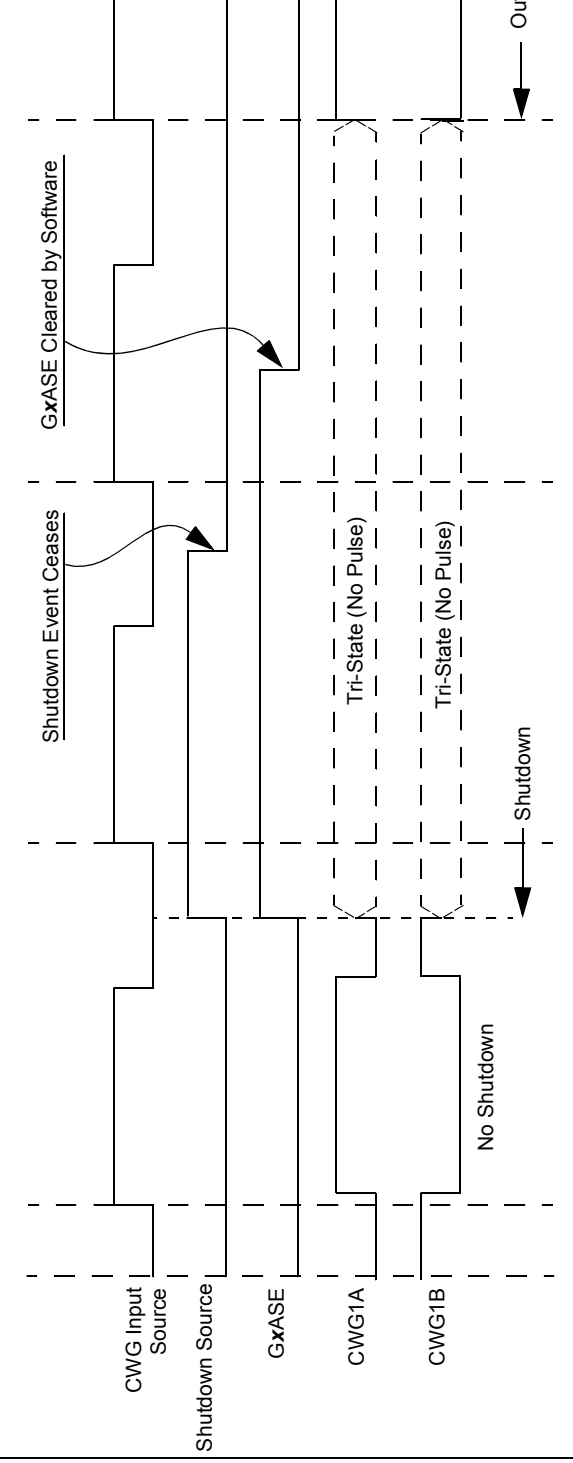 CWG Input
Source
Shutdown Source
GxASE
CWG1A
CWG1B
Shutdown Event Ceases
GxASE Cleared by Software
Tri-State (No Pulse)
Tri-State (No Pulse)
No Shutdown
Shutdown